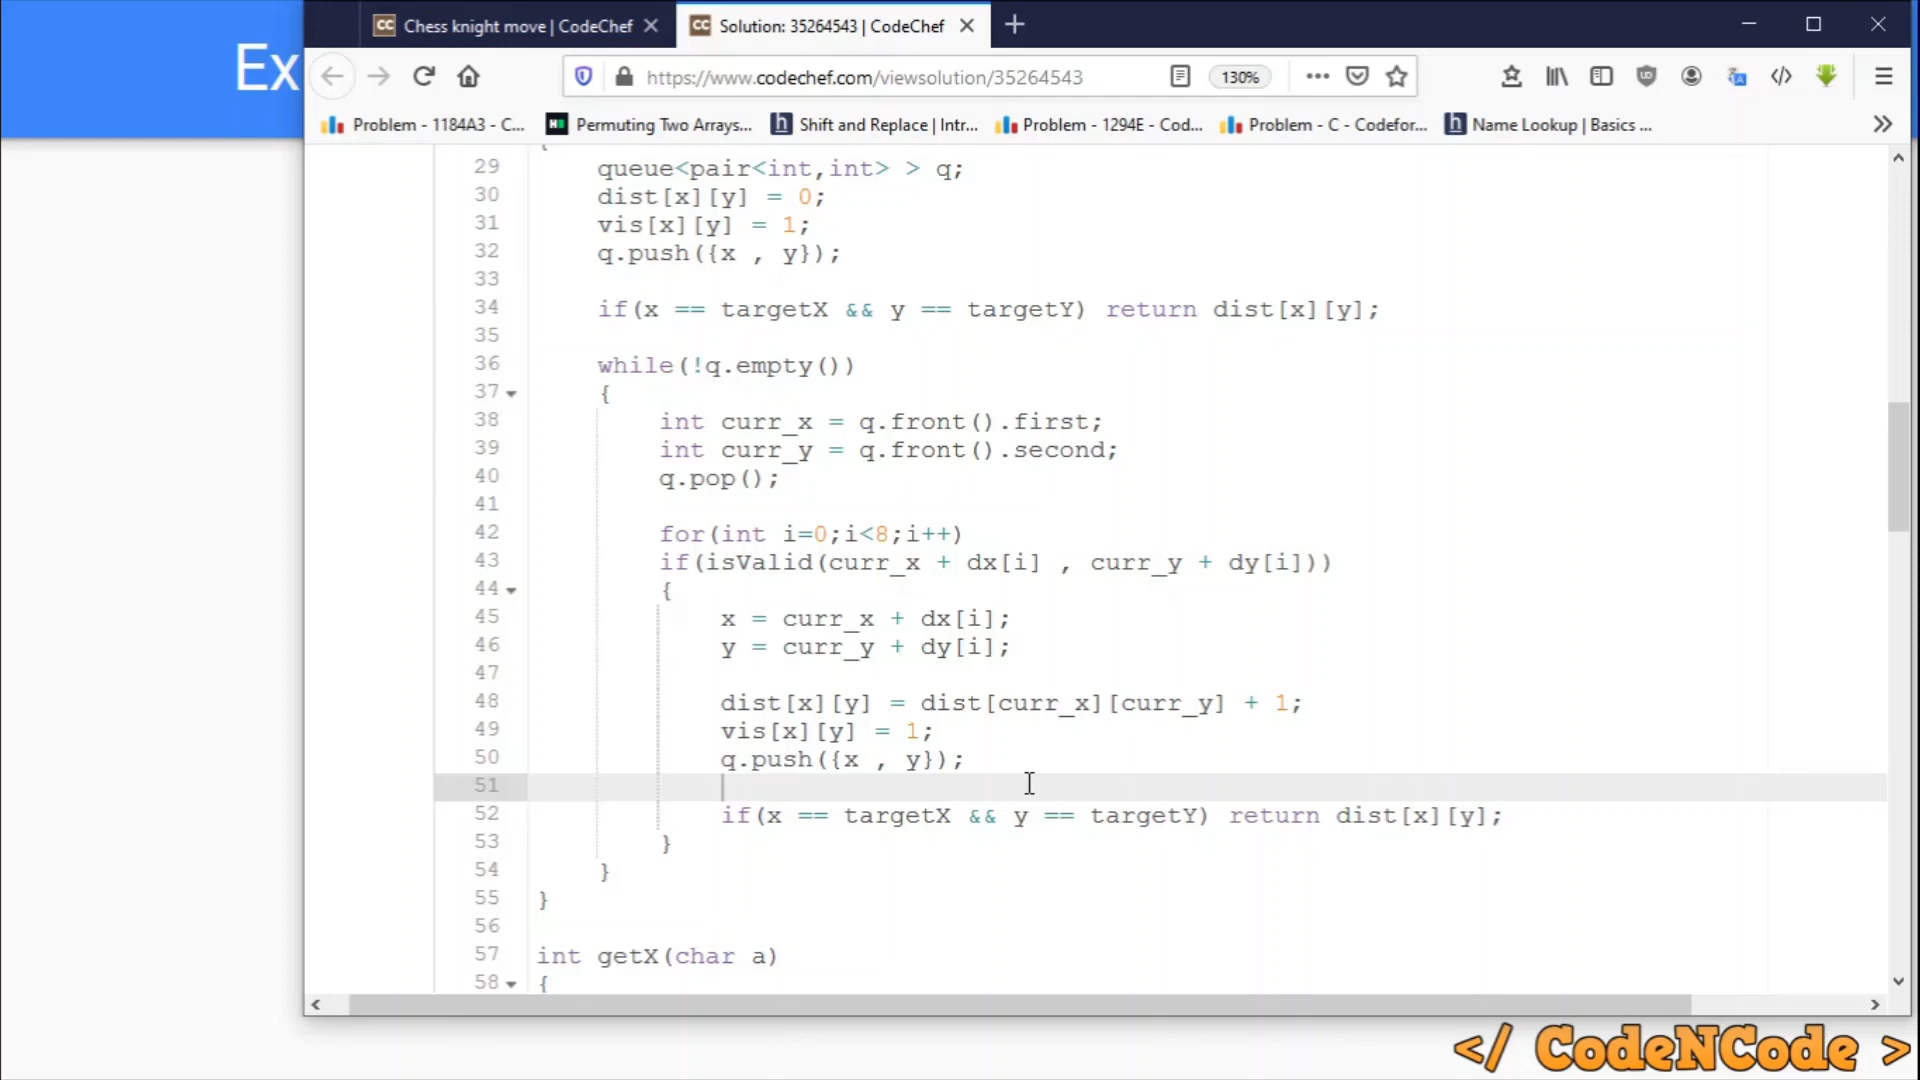 Ex
CC Chess knight move | CodeChef
CC Solution: 35264543 | CodeChef
https://www.codechef.com/viewsolution/35264543
130%
Problem - 1184A3 - C...
Permuting Two Arrays...
h Shift and Replace | Intr...
Problem - 1294E - Cod...
Problem - C - Codefor...
h Name Lookup | Basics ...
29 queue<pair<int,int> > q;
30 dist[x][y] = 0;
31 vis[x][y] = 1;
32 q.push({x , y});
33
34 if(x == targetX && y == targetY) return dist[x][y];
35
36 while(!q.empty())
37 {
38 int curr_x = q.front().first;
39 int curr_y = q.front().second;
40 q.pop();
41
42 for(int i=0;i<8;i++)
43 if(isValid(curr_x + dx[i] , curr_y + dy[i]))
44 {
45 x = curr_x + dx[i];
46 y = curr_y + dy[i];
47
48 dist[x][y] = dist[curr_x][curr_y] + 1;
49 vis[x][y] = 1;
50 q.push({x , y});
51
52 if(x == targetX && y == targetY) return dist[x][y];
53 }
54 }
55 }
56
57 int getX(char a)
58 {
</ CodeNCode >